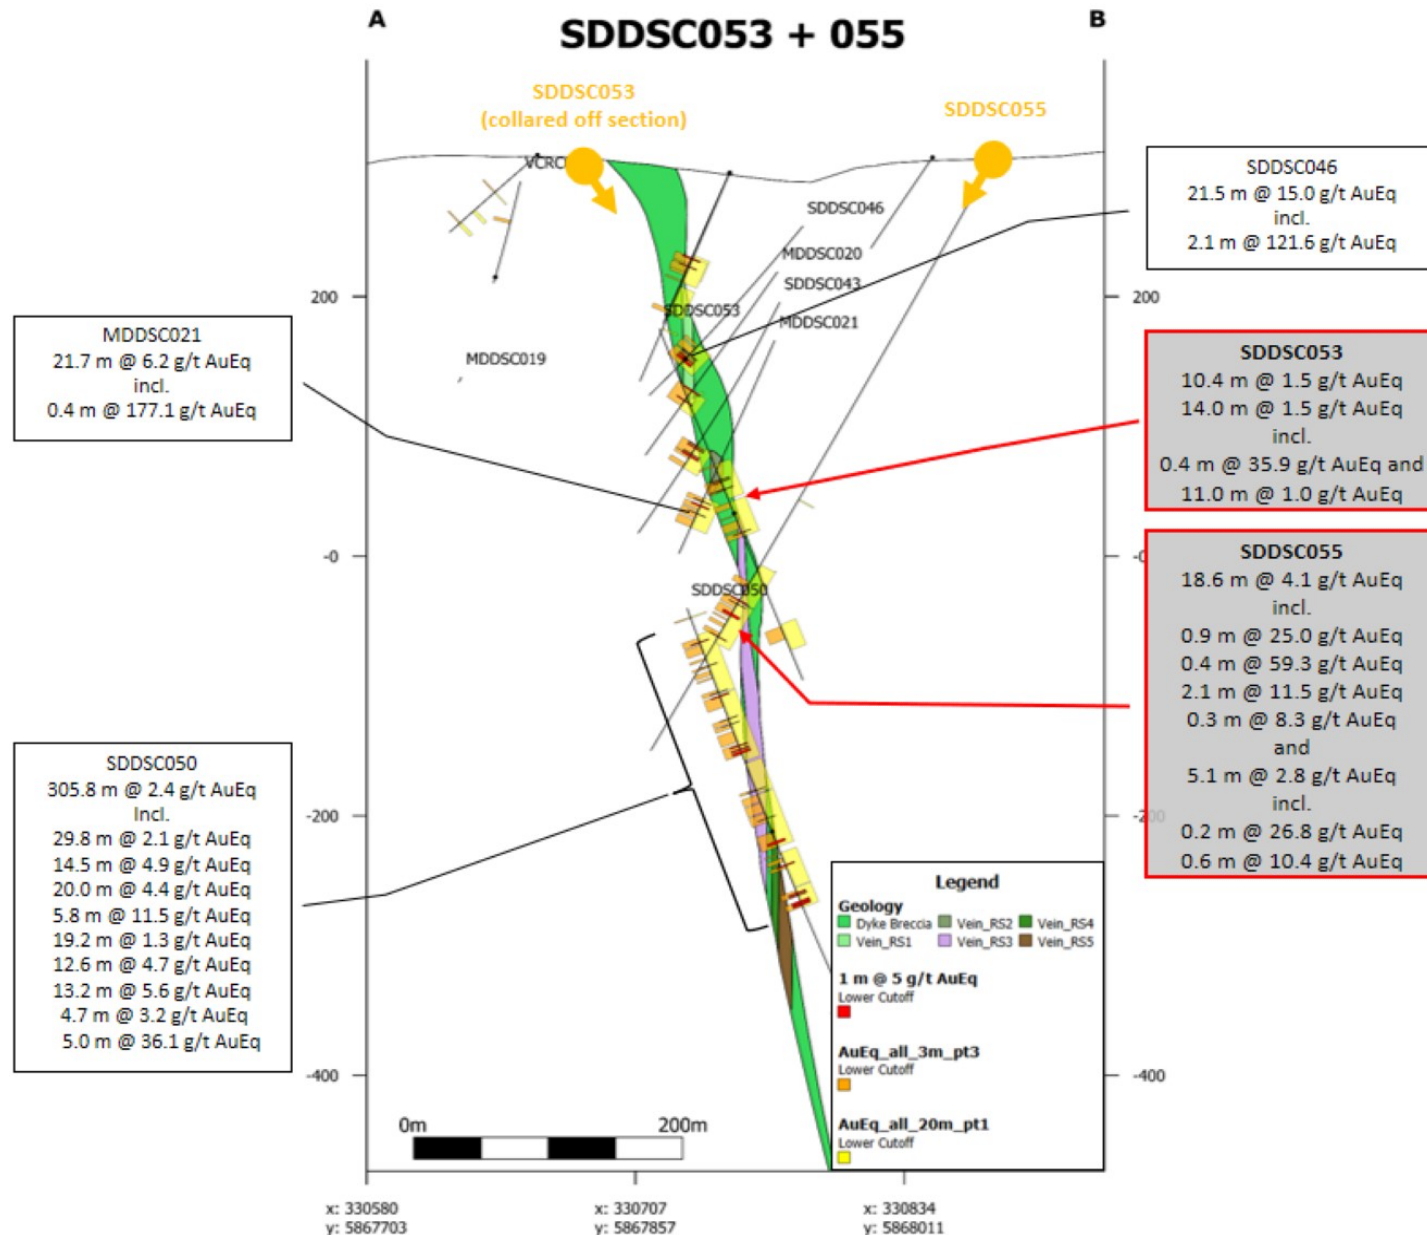 A
B
SDDSC053 + 055
SDDSC053
(collared off section)
SDDSC055
SDDSC046
21.5 m @ 15.0 g/t AuEq
incl.
2.1 m @ 121.6 g/t AuEq
SDDSC046
MDDSC020
SDDSC043
MDDSC021
SDDSC053
MDDSC019
SDDSC050
200
200
-0
-200
-400
-400
MDDSC021
21.7 m @ 6.2 g/t AuEq
incl.
0.4 m @ 177.1 g/t AuEq
SDDSC053
10.4 m @ 1.5 g/t AuEq
14.0 m @ 1.5 g/t AuEq
incl.
0.4 m @ 35.9 g/t AuEq and
11.0 m @ 1.0 g/t AuEq
SDDSC055
18.6 m @ 4.1 g/t AuEq
incl.
0.9 m @ 25.0 g/t AuEq
0.4 m @ 59.3 g/t AuEq
2.1 m @ 11.5 g/t AuEq
0.3 m @ 8.3 g/t AuEq
and
5.1 m @ 2.8 g/t AuEq
incl.
0.2 m @ 26.8 g/t AuEq
0.6 m @ 10.4 g/t AuEq
SDDSC050
305.8 m @ 2.4 g/t AuEq
Incl.
29.8 m @ 2.1 g/t AuEq
14.5 m @ 4.9 g/t AuEq
20.0 m @ 4.4 g/t AuEq
5.8 m @ 11.5 g/t AuEq
19.2 m @ 1.3 g/t AuEq
12.6 m @ 4.7 g/t AuEq
13.2 m @ 5.6 g/t AuEq
4.7 m @ 3.2 g/t AuEq
5.0 m @ 36.1 g/t AuEq
Legend
Geology
Dyke Breccia Vein_RS2 Vein_RS4
Vein_RS1 Vein_RS3 Vein_RS5
1 m @ 5 g/t AuEq
Lower Cutoff
AuEq_all_3m_pt3
Lower Cutoff
AuEq_all_20m_pt1
Lower Cutoff
0m 200m
x: 330580 x: 330707 x: 330834
y: 5867703 y: 5867857 y: 5868011